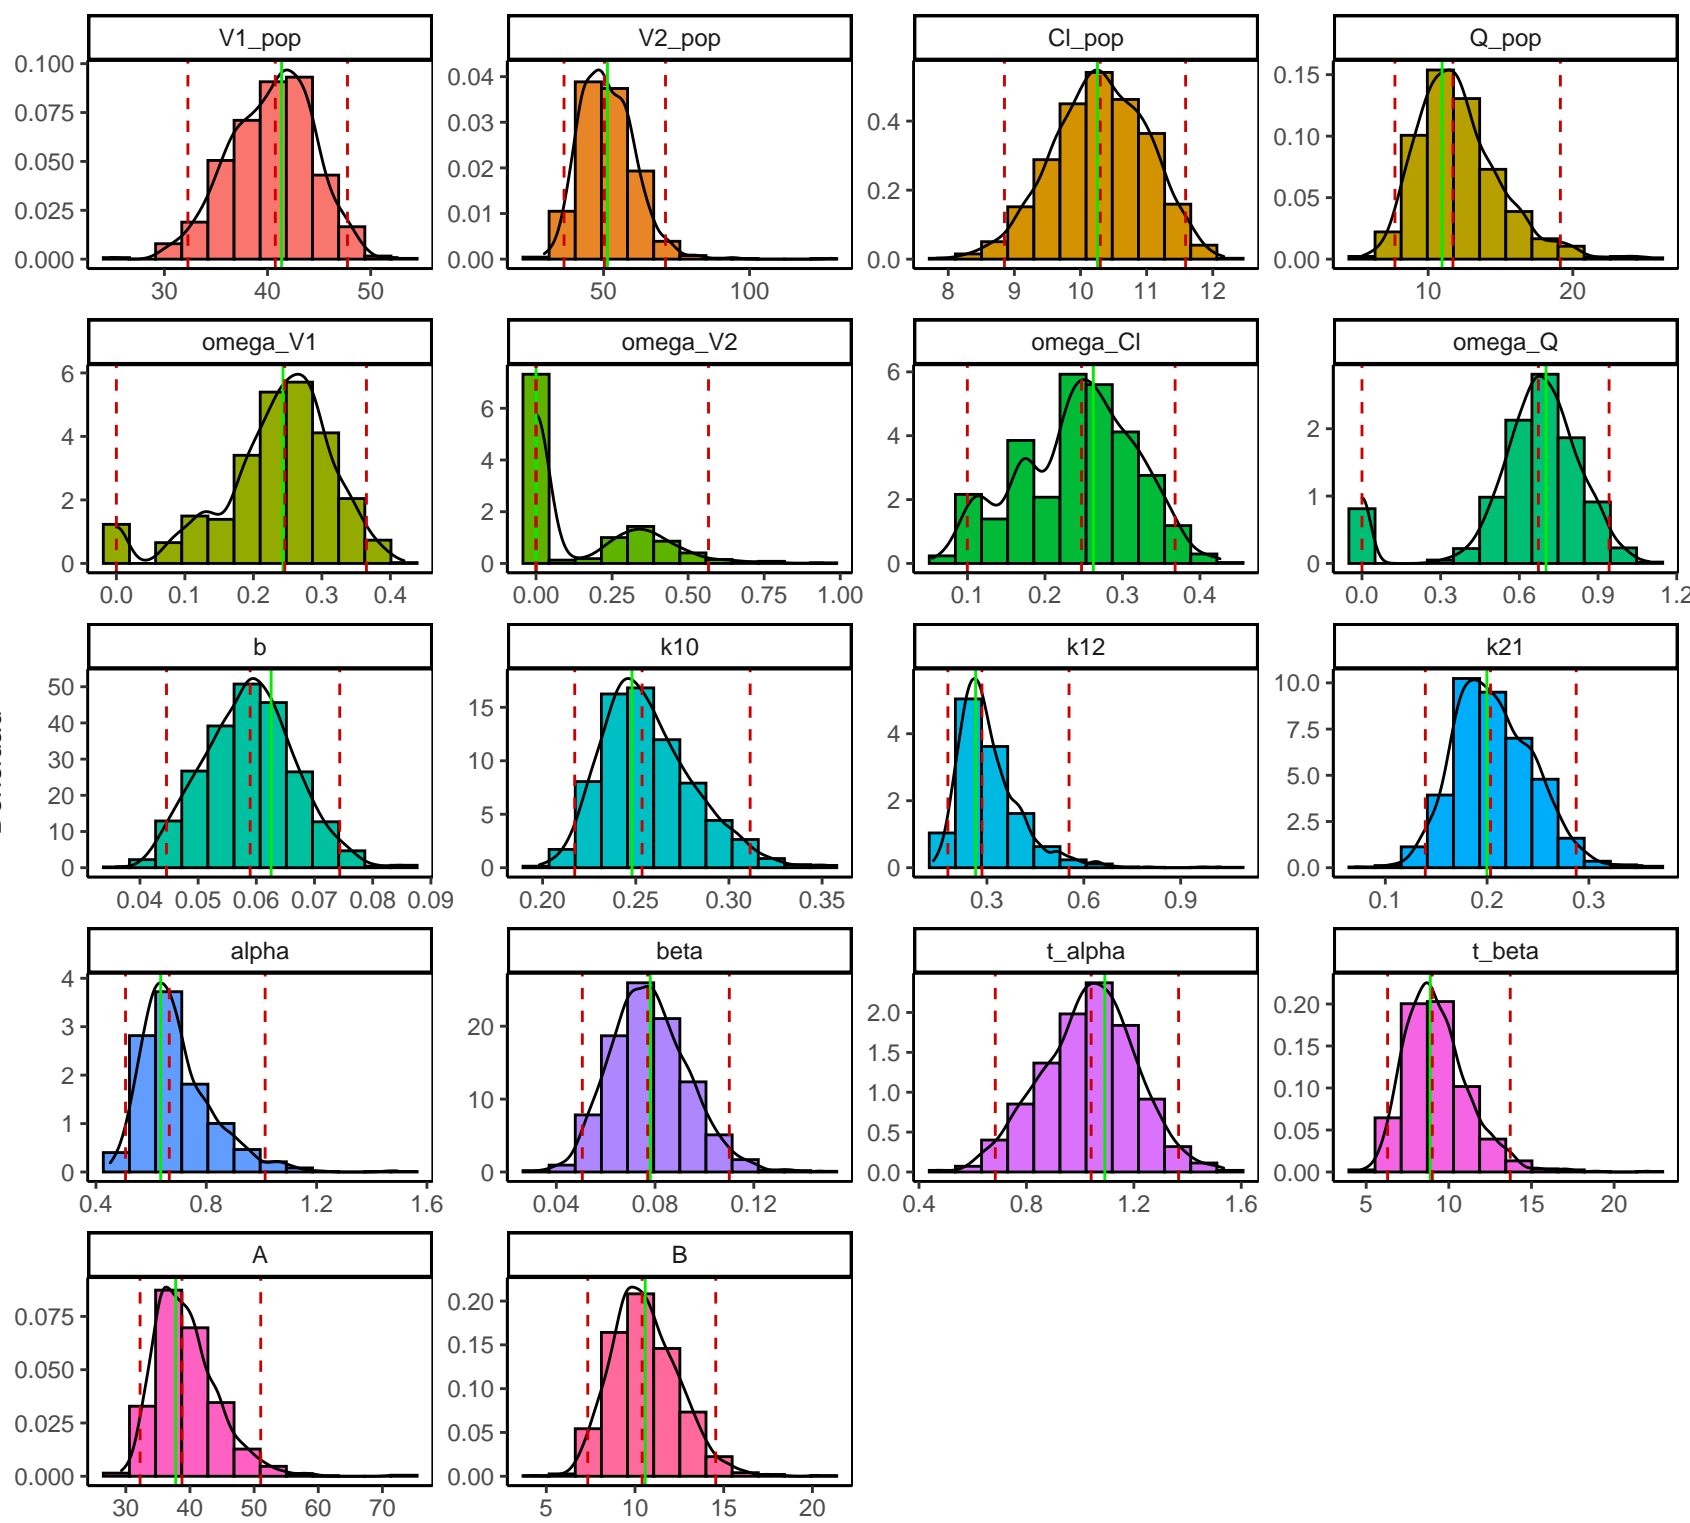 V1_pop V2_pop Cl_pop Q_pop
0.100 0.075 0.050 0.025 0.000
0.04 0.03 0.02 0.01 0.00
0.4 0.2 0.0
0.15 0.10 0.05 0.00
30 40 50 50 100 8 9 10 11 12 10 20
omega_V1 omega_V2 omega_Cl omega_Q
6 4 2 0
6 4 2 0
6 4 2 0
2 1 0
0.0 0.1 0.2 0.3 0.4 0.00 0.25 0.50 0.75 1.00 0.1 0.2 0.3 0.4 0.0 0.3 0.6 0.9 1.2
b k10 k12 k21
50 40 30 20 10 0
15 10 5 0
4 2 0
10.0 7.5 5.0 2.5 0.0
0.04 0.05 0.06 0.07 0.08 0.09 0.20 0.25 0.30 0.35 0.3 0.6 0.9 0.1 0.2 0.3
alpha beta t_alpha t_beta
4 3 2 1 0
20 10 0
2.0 1.5 1.0 0.5 0.0
0.20 0.15 0.10 0.05 0.00
0.4 0.8 1.2 1.6 0.04 0.08 0.12 0.4 0.8 1.2 1.6 5 10 15 20
A B
0.075 0.050 0.025 0.000
0.20 0.15 0.10 0.05 0.00
30 40 50 60 70 5 10 15 20